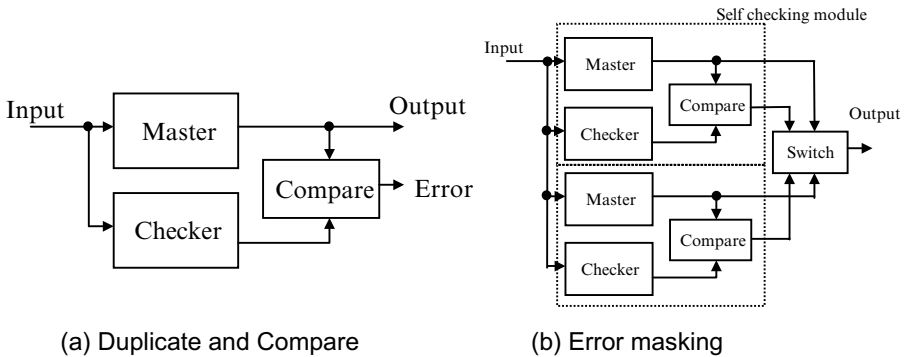 Input
Master
Checker
Compare
Output
Error
(a) Duplicate and Compare
Self checking module
Input
Master
Compare
Checker
Master
Compare
Checker
Switch
Output
(b) Error masking